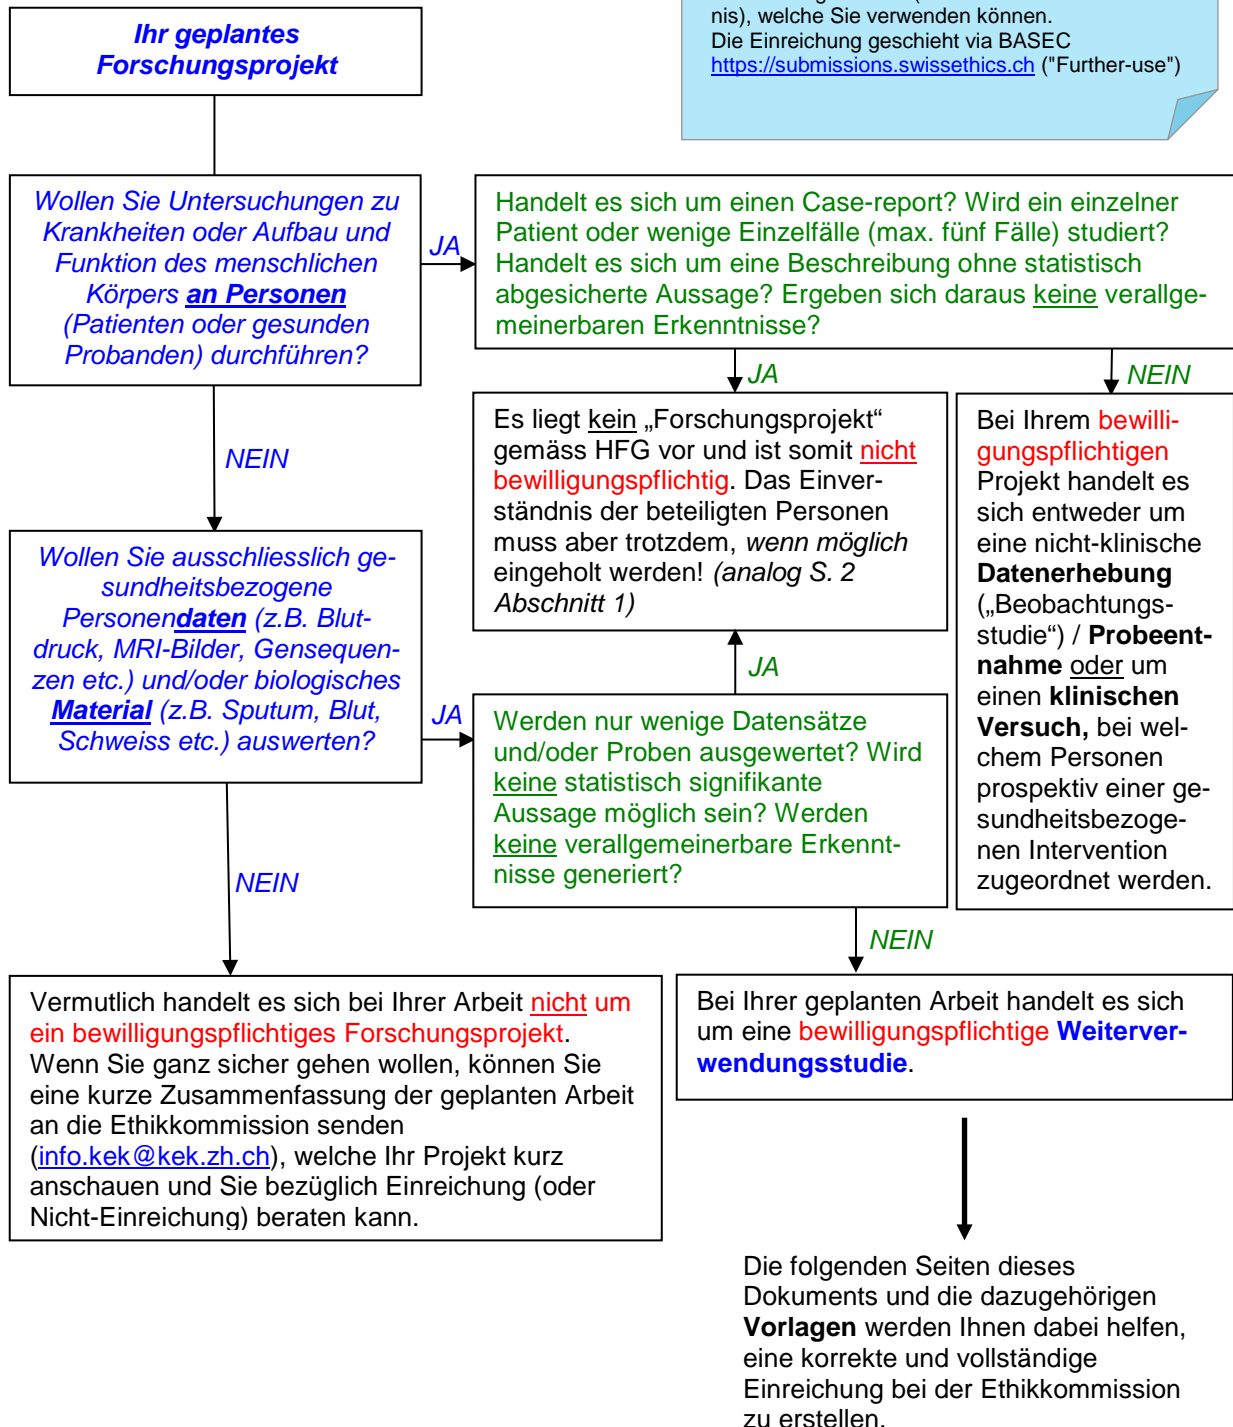 nis), welche Sie verwenden können.
Die Einreichung geschieht via BASEC
https://submissions.swissethics.ch ("Further-use")
Ihr geplantes
Forschungsprojekt
Wollen Sie Untersuchungen zu
Krankheiten oder Aufbau und
Funktion des menschlichen
Körpers an Personen
(Patienten oder gesunden
Probanden) durchführen?
JA
Handelt es sich um einen Case-report? Wird ein einzelner
Patient oder wenige Einzelfälle (max. fünf Fälle) studiert?
Handelt es sich um eine Beschreibung ohne statistisch
abgesicherte Aussage? Ergeben sich daraus keine verallge-
meinerbaren Erkenntnisse?
JA
NEIN
NEIN
Es liegt kein „Forschungsprojekt“
gemäss HFG vor und ist somit nicht
bewilligungspflichtig. Das Einver-
ständnis der beteiligten Personen
muss aber trotzdem, wenn möglich
eingeholt werden! (analog S. 2
Abschnitt 1)
Bei Ihrem bewilli-
gungspflichtigen
Projekt handelt es
sich entweder um
eine nicht-klinische
Datenerhebung
(„Beobachtungs-
studie“) / Probeent-
nahme oder um
einen klinischen
Versuch, bei wel-
chem Personen
prospektiv einer ge-
sundheitsbezoge-
nen Intervention
zugeordnet werden.
Wollen Sie ausschliesslich ge-
sundheitsbezogene
Personendaten (z.B. Blut-
druck, MRI-Bilder, Gensequen-
zen etc.) und/oder biologisches
Material (z.B. Sputum, Blut,
Schweiss etc.) auswerten?
JA
JA
Werden nur wenige Datensätze
und/oder Proben ausgewertet? Wird
keine statistisch signifikante
Aussage möglich sein? Werden
keine verallgemeinerbare Erkennt-
nisse generiert?
NEIN
NEIN
Vermutlich handelt es sich bei Ihrer Arbeit nicht um
ein bewilligungspflichtiges Forschungsprojekt.
Wenn Sie ganz sicher gehen wollen, können Sie
eine kurze Zusammenfassung der geplanten Arbeit
an die Ethikkommission senden
(info.kek@kek.zh.ch), welche Ihr Projekt kurz
anschauen und Sie bezüglich Einreichung (oder
Nicht-Einreichung) beraten kann.
Bei Ihrer geplanten Arbeit handelt es sich
um eine bewilligungspflichtige Weiterver-
wendungsstudie.
Die folgenden Seiten dieses
Dokuments und die dazugehörigen
Vorlagen werden Ihnen dabei helfen,
eine korrekte und vollständige
Einreichung bei der Ethikkommission
zu erstellen.